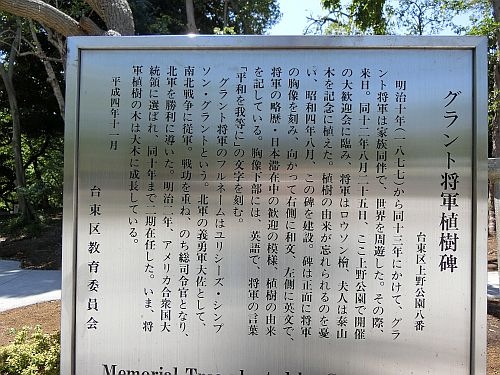 グラント将軍植樹碑
台東区上野公園八番
明治十年(一八七七)から同十三年にかけて、グラ
ント将軍は家族同伴で、世界を周遊した。その際、
来日。同十二年八月二十五日、ここ上野公園で開催
の大歓迎会に臨み、将軍はロウソン檜、夫人は泰山
木を記念に植えた。植樹の由来が忘れられるのを憂
い、昭和四年八月、この碑を建設。碑は正面に将軍
の胸像を刻み、向かって右側に和文、左側に英文で、
将軍の略歴・日本滞在中の歓迎の模様、植樹の由来
を記している。胸像下部には、英語で、将軍の言葉
「平和を我等に」の文字を刻む。
グラント将軍のフルネームはユリシーズ・シンプ
ソン・グラントという。北軍の義勇軍大佐として、
南北戦争に従軍。戦功を重ね、のち総司令官となり、
北軍を勝利に導いた。明治二年、アメリカ合衆国大
統領に選ばれ、同十年まで二期在任した。いま、将
軍植樹の木は大木に成長している。
平成四年十一月
台東区教育委員会